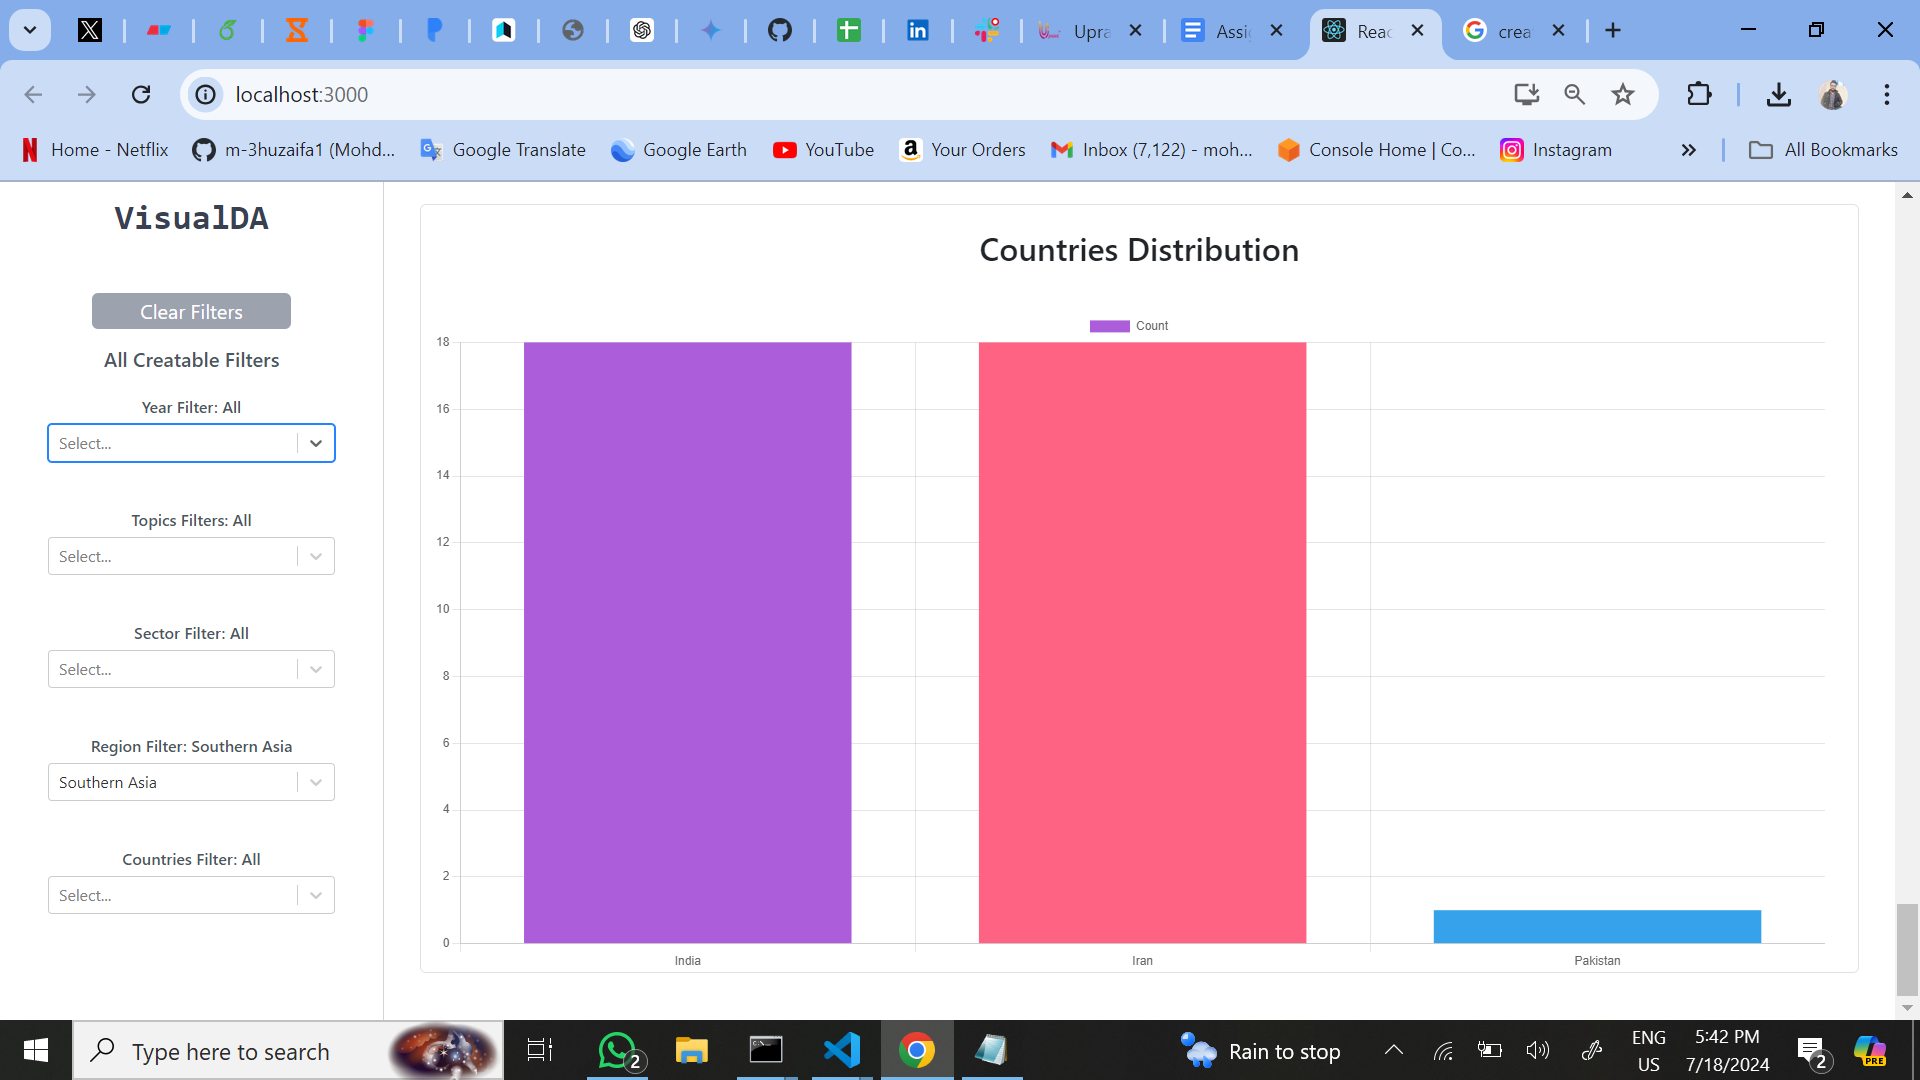 Upra
Assi
Reac
crea
localhost:3000
Home - Netflix
m-3huzaifa1 (Mohd...
Google Translate
Google Earth
YouTube
Your Orders
Inbox (7,122) - moh...
Console Home | Co...
Instagram
All Bookmarks
VisualDA
Clear Filters
All Creatable Filters
Year Filter: All
Select...
Topics Filters: All
Select...
Sector Filter: All
Select...
Region Filter: Southern Asia
Southern Asia
Countries Filter: All
Select...
Countries Distribution
Count
18
16
14
12
10
8
6
4
2
0
India
Iran
Pakistan
Type here to search
2
Rain to stop
ENG
US
5:42 PM
7/18/2024
2
PRE